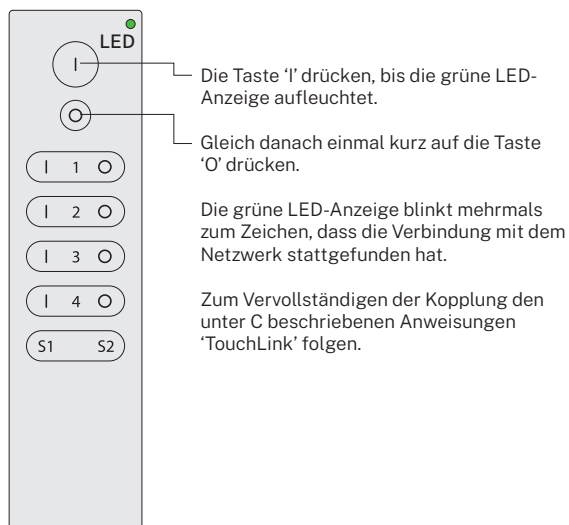 LED
I
O
I 1 O
I 2 O
I 3 O
I 4 O
S1 S2
Die Taste ‘I’ drücken, bis die grüne LED-
Anzeige aufleuchtet.
Gleich danach einmal kurz auf die Taste
‘O’ drücken.
Die grüne LED-Anzeige blinkt mehrmals
zum Zeichen, dass die Verbindung mit dem
Netzwerk stattgefunden hat.
Zum Vervollständigen der Kopplung den
unter C beschriebenen Anweisungen
‘TouchLink’ folgen.